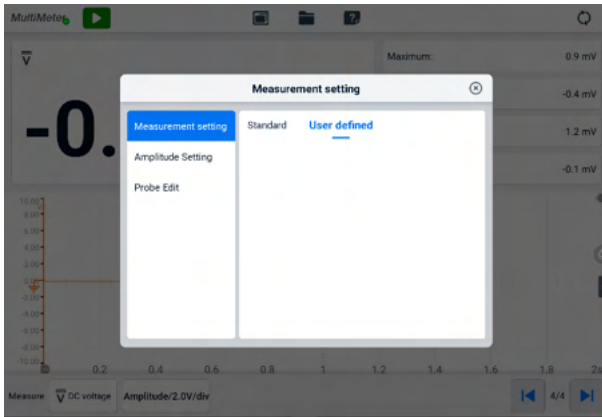 MultiMeter
V
Maximum: 0.9 mV
-0.
-0.4 mV
1.2 mV
-0.1 mV
Measurement setting
Measurement setting
Amplitude Setting
Probe Edit
Standard User defined
10.00
8.00
6.00
4.00
2.00
0.00
-2.00
-4.00
-6.00
-8.00
-10.00
0 0.2 0.4 0.6 0.8 1 1.2 1.4 1.6 1.8 2s
Measure V DC voltage Amplitude/2.0V/div 4/4